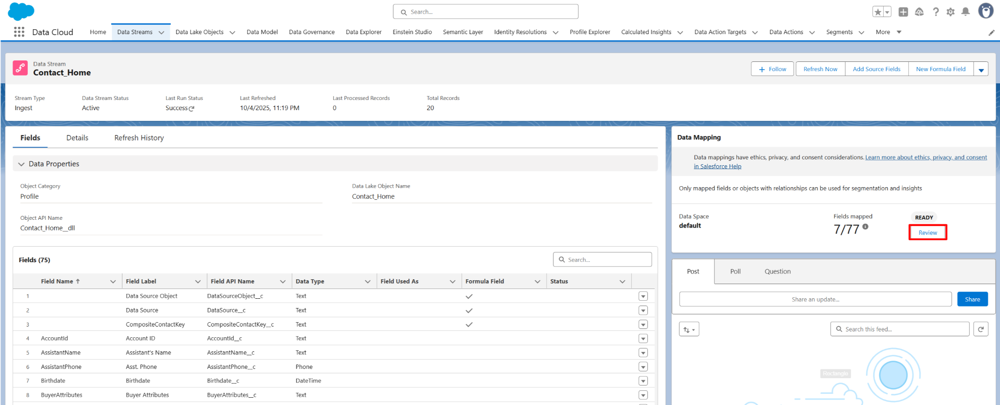 Search...
Data Cloud
Home
Data Streams
Data Lake Objects
Data Model
Data Governance
Data Explorer
Einstein Studio
Semantic Layer
Identity Resolutions
Profile Explorer
Calculated Insights
Data Action Targets
Data Actions
Segments
More
Data Stream
Contact_Home
Follow
Refresh Now
Add Source Fields
New Formula Field
Stream Type
Ingest
Data Stream Status
Active
Last Run Status
Success
Last Refreshed
10/4/2025, 11:19 PM
Last Processed Records
0
Total Records
20
Fields
Details
Refresh History
Data Properties
Object Category
Profile
Data Lake Object Name
Contact_Home
Object API Name
Contact_Home__dll
Fields (75)
Search...
Field Name Field Label Field API Name Data Type Field Used As Formula Field Status
1 Data Source Object DataSourceObject__c Text
2 Data Source DataSource__c Text
3 CompositeContactKey CompositeContactKey__c Text
4 AccountId Account ID AccountId__c Text
5 AssistantName Assistant's Name AssistantName__c Text
6 AssistantPhone Asst. Phone AssistantPhone__c Phone
7 Birthdate Birthdate Birthdate__c DateTime
8 BuyerAttributes Buyer Attributes BuyerAttributes__c Text
Data Mapping
Data mappings have ethics, privacy, and consent considerations. Learn more about ethics, privacy, and consent
in Salesforce Help
Only mapped fields or objects with relationships can be used for segmentation and insights
Data Space
default
Fields mapped
7/77
READY
Review
Post
Poll
Question
Share an update...
Share
Search this feed...
Rectangle